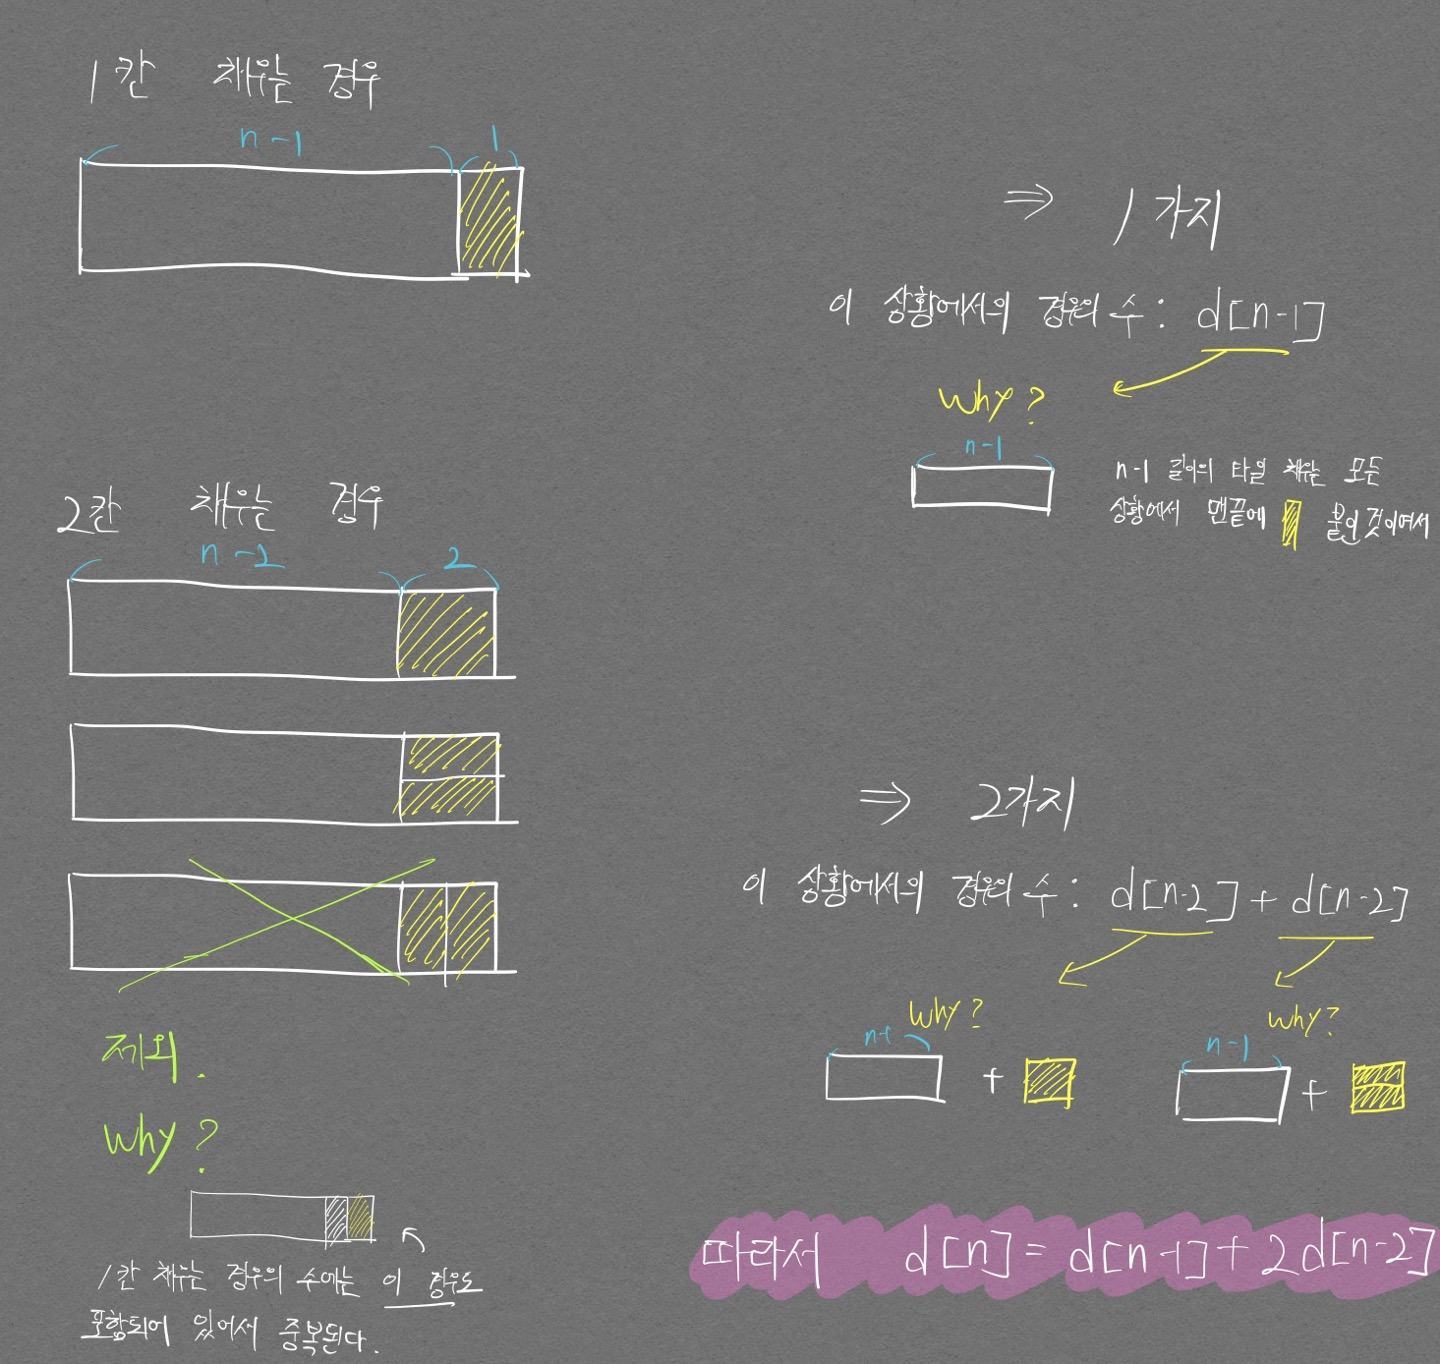 1칸 채우는 경우
n-1 1
⇒ 1가지
이 상황에서의 경우의 수 : d[n-1]
Why?
n-1
n-1 길이의 타일 채우는 모든
상황에서 맨끝에 붙인것이여서
2칸 채우는 경우
n-2 2
⇒ 2가지
이 상황에서의 경우의 수 : d[n-2] + d[n-2]
Why? Why?
n-1 n-1
+ +
제외.
Why?
1칸 채우는 경우의 수에는 이 경우도
포함되어 있어서 중복된다.
따라서 d[n] = d[n-1] + 2d[n-2]